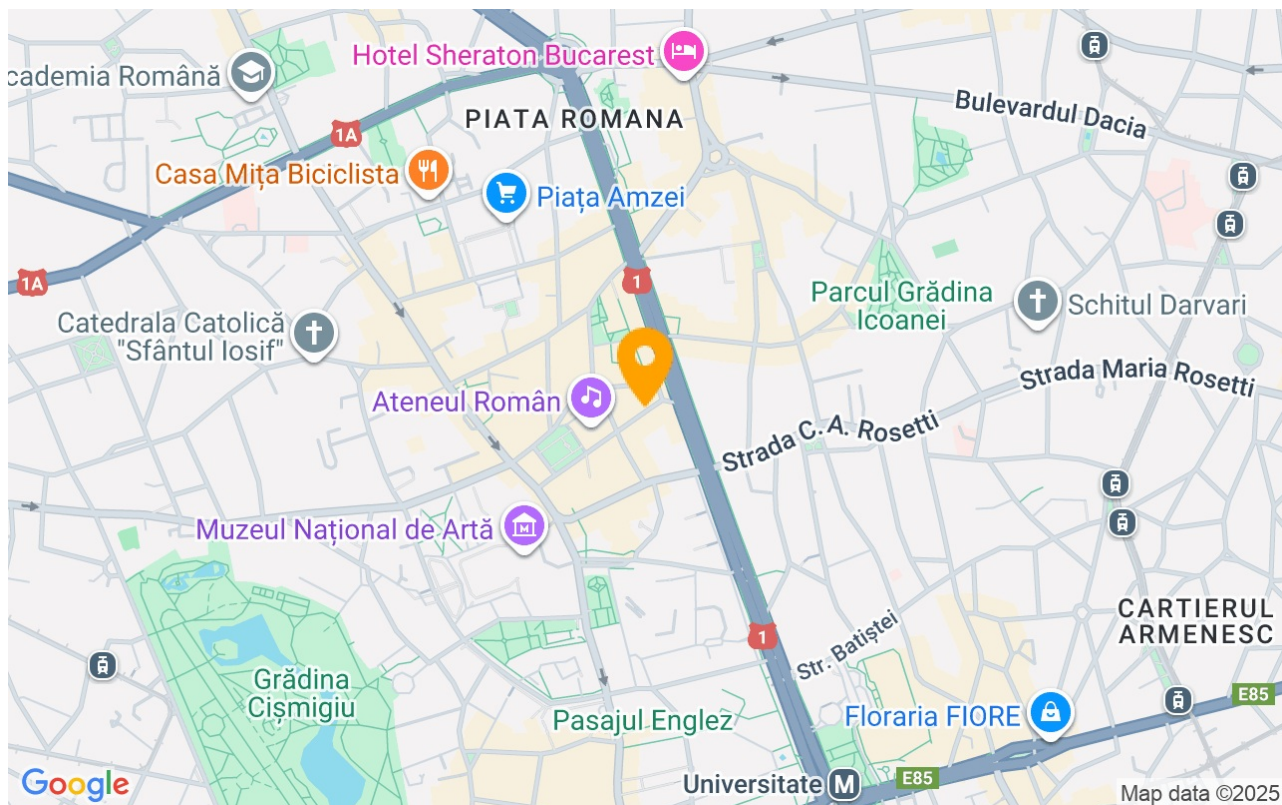 Hotel Sheraton Bucarest
cademia Română
PIATA ROMANA
Bulevardul Dacia
1A
Casa Mița Biciclista
Piața Amzei
1A
1
Parcul Grădina
Icoanei
Schitul Darvari
Catedrala Catolică
"Sfântul Iosif"
Strada Maria Rosetti
Ateneul Român
Strada C. A. Rosetti
Muzeul Național de Artă
M
CARTIERUL
ARMENESC
1
Str. Batiștei
Grădina
Cișmigiu
Pasajul Englez
Floraria FIORE
E85
Google
Universitate M
E85
Map data ©2025